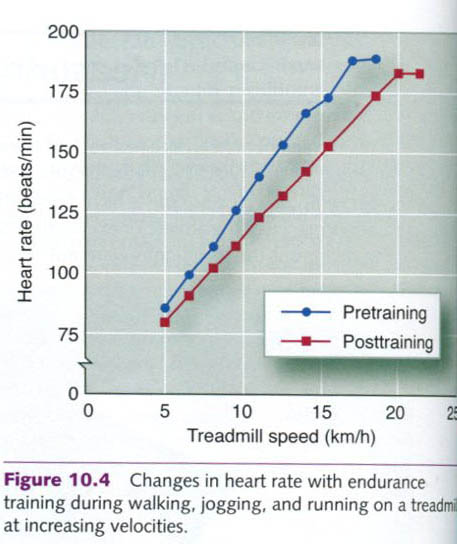 200
175
150
125
100
75
0
Heart rate (beats/min)
Pretraining
Posttraining
0 5 10 15 20
Treadmill speed (km/h)
Figure 10.4 Changes in heart rate with endurance
training during walking, jogging, and running on a
at increasing velocities.